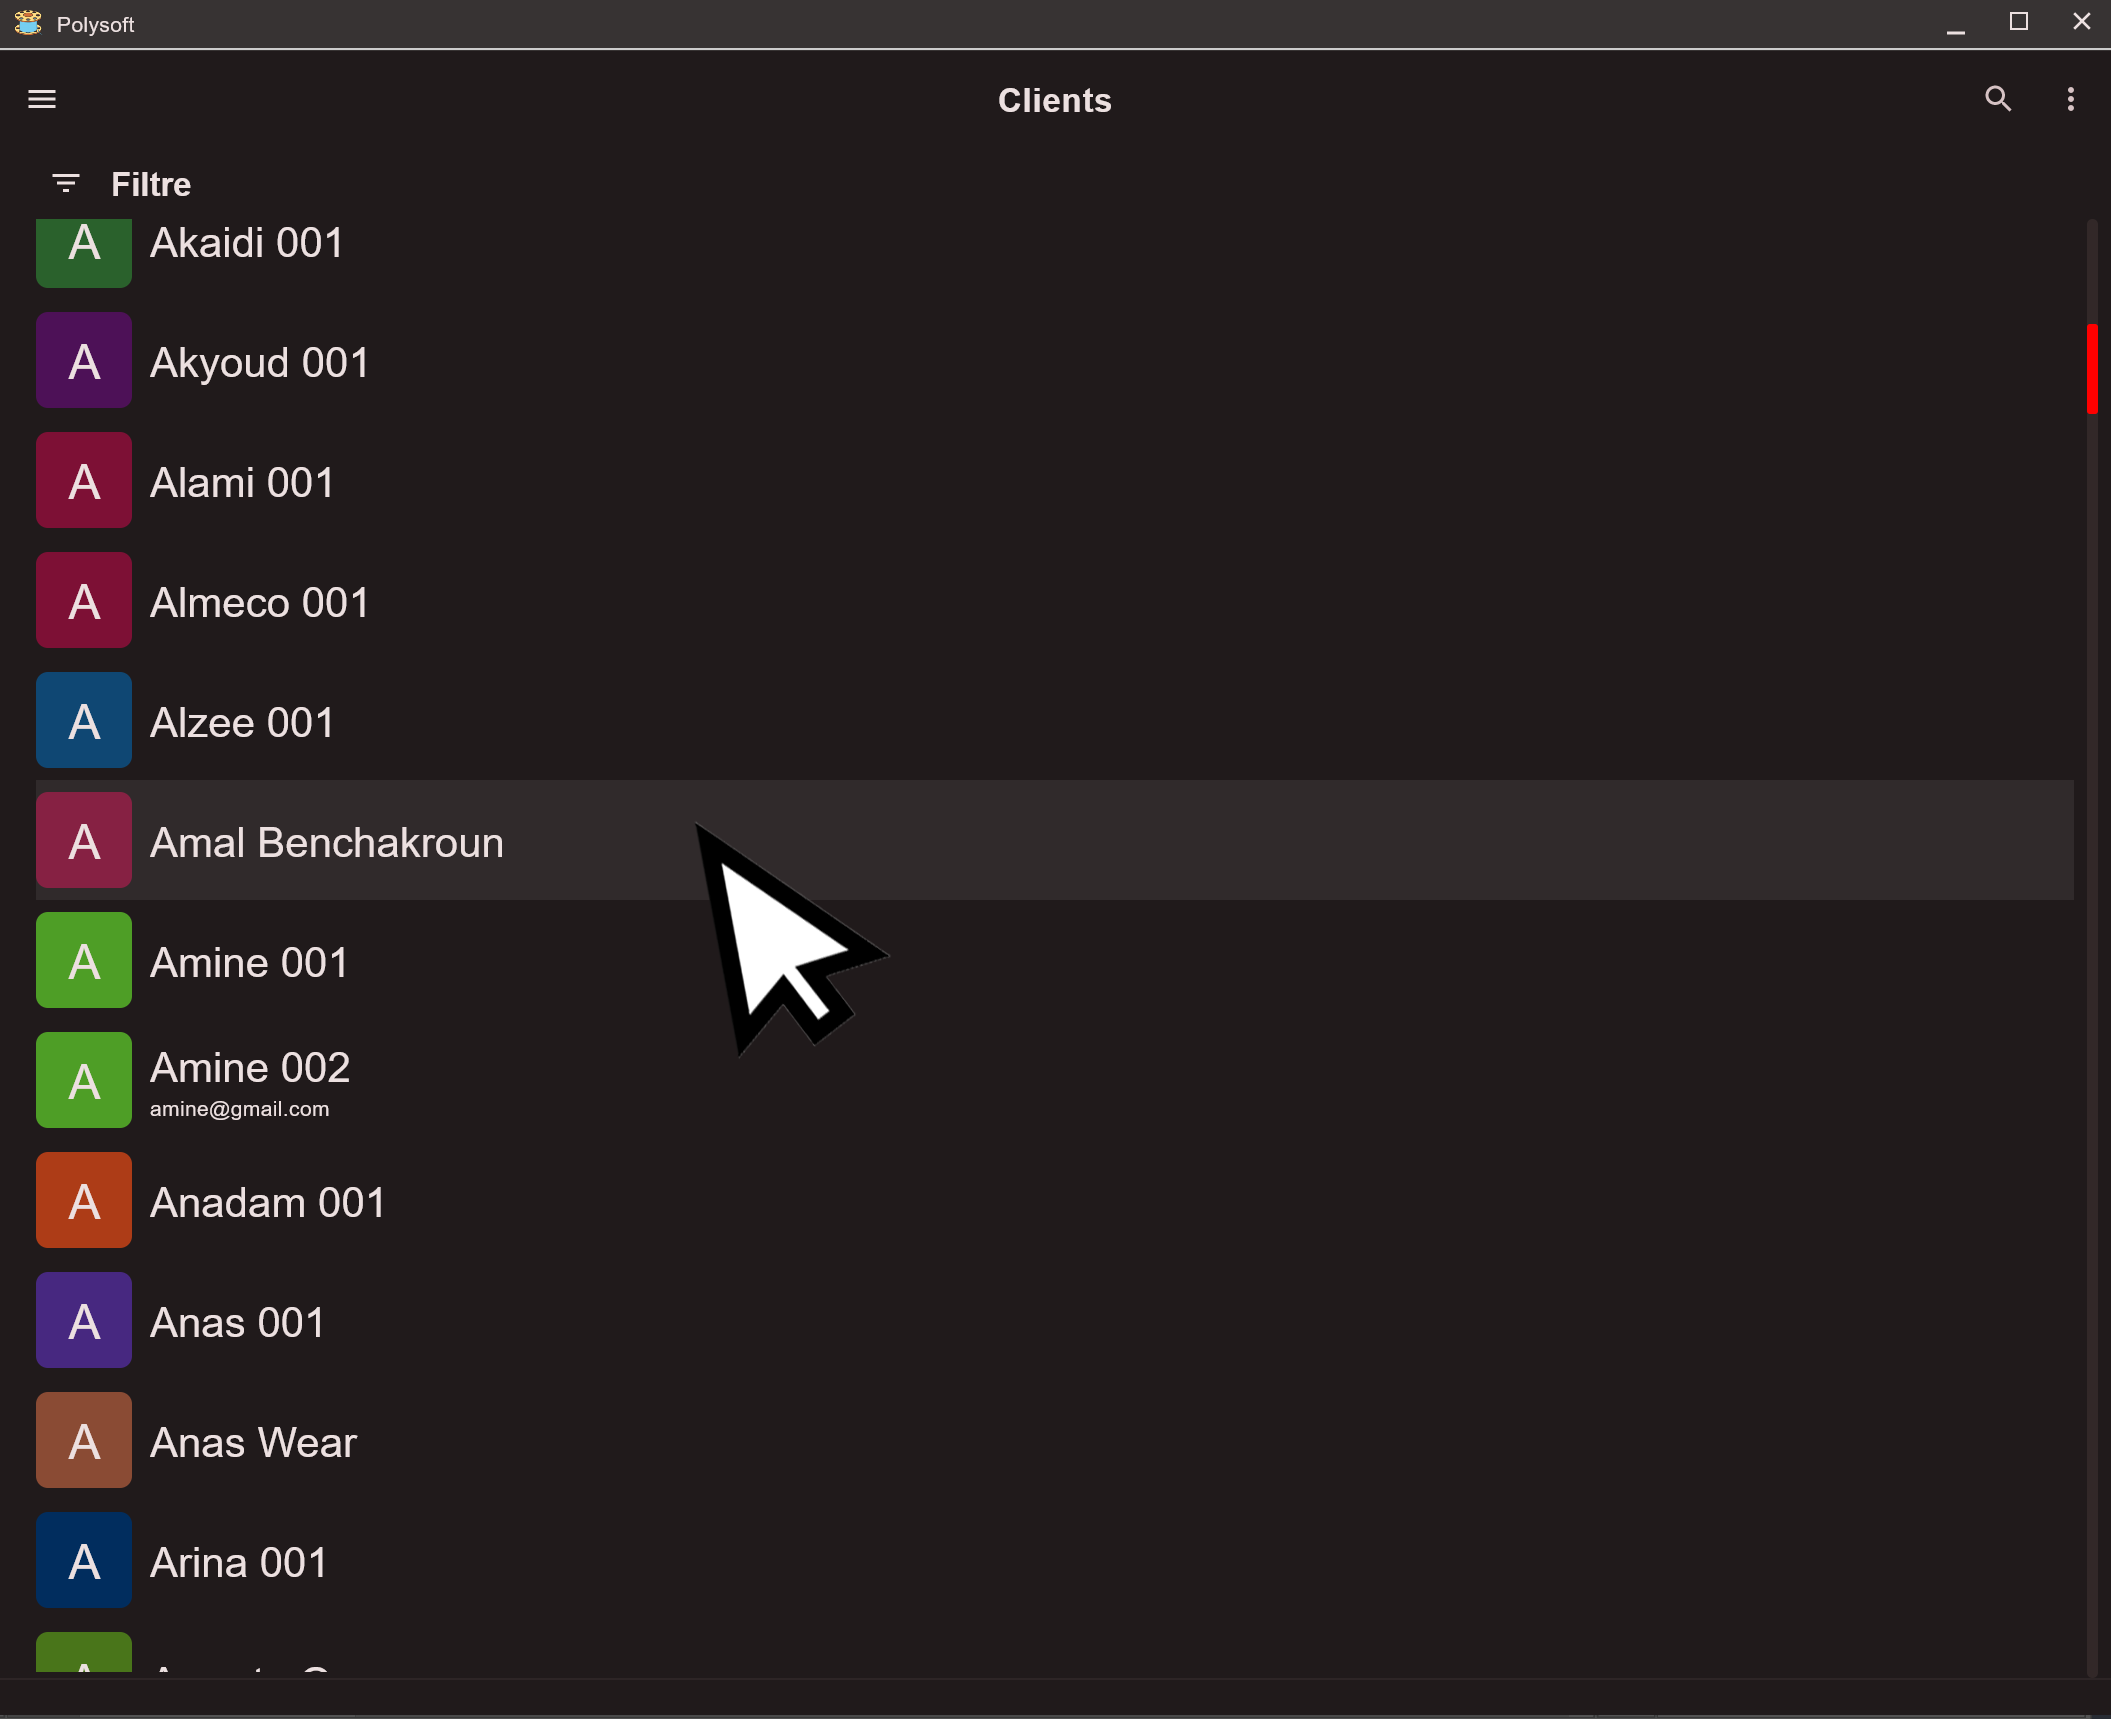 Polysoft
Clients
Filtre
A Akaidi 001
A Akyoud 001
A Alami 001
A Almeco 001
A Alzee 001
A Amal Benchakroun
A Amine 001
A Amine 002
amine@gmail.com
A Anadam 001
A Anas 001
A Anas Wear
A Arina 001
A